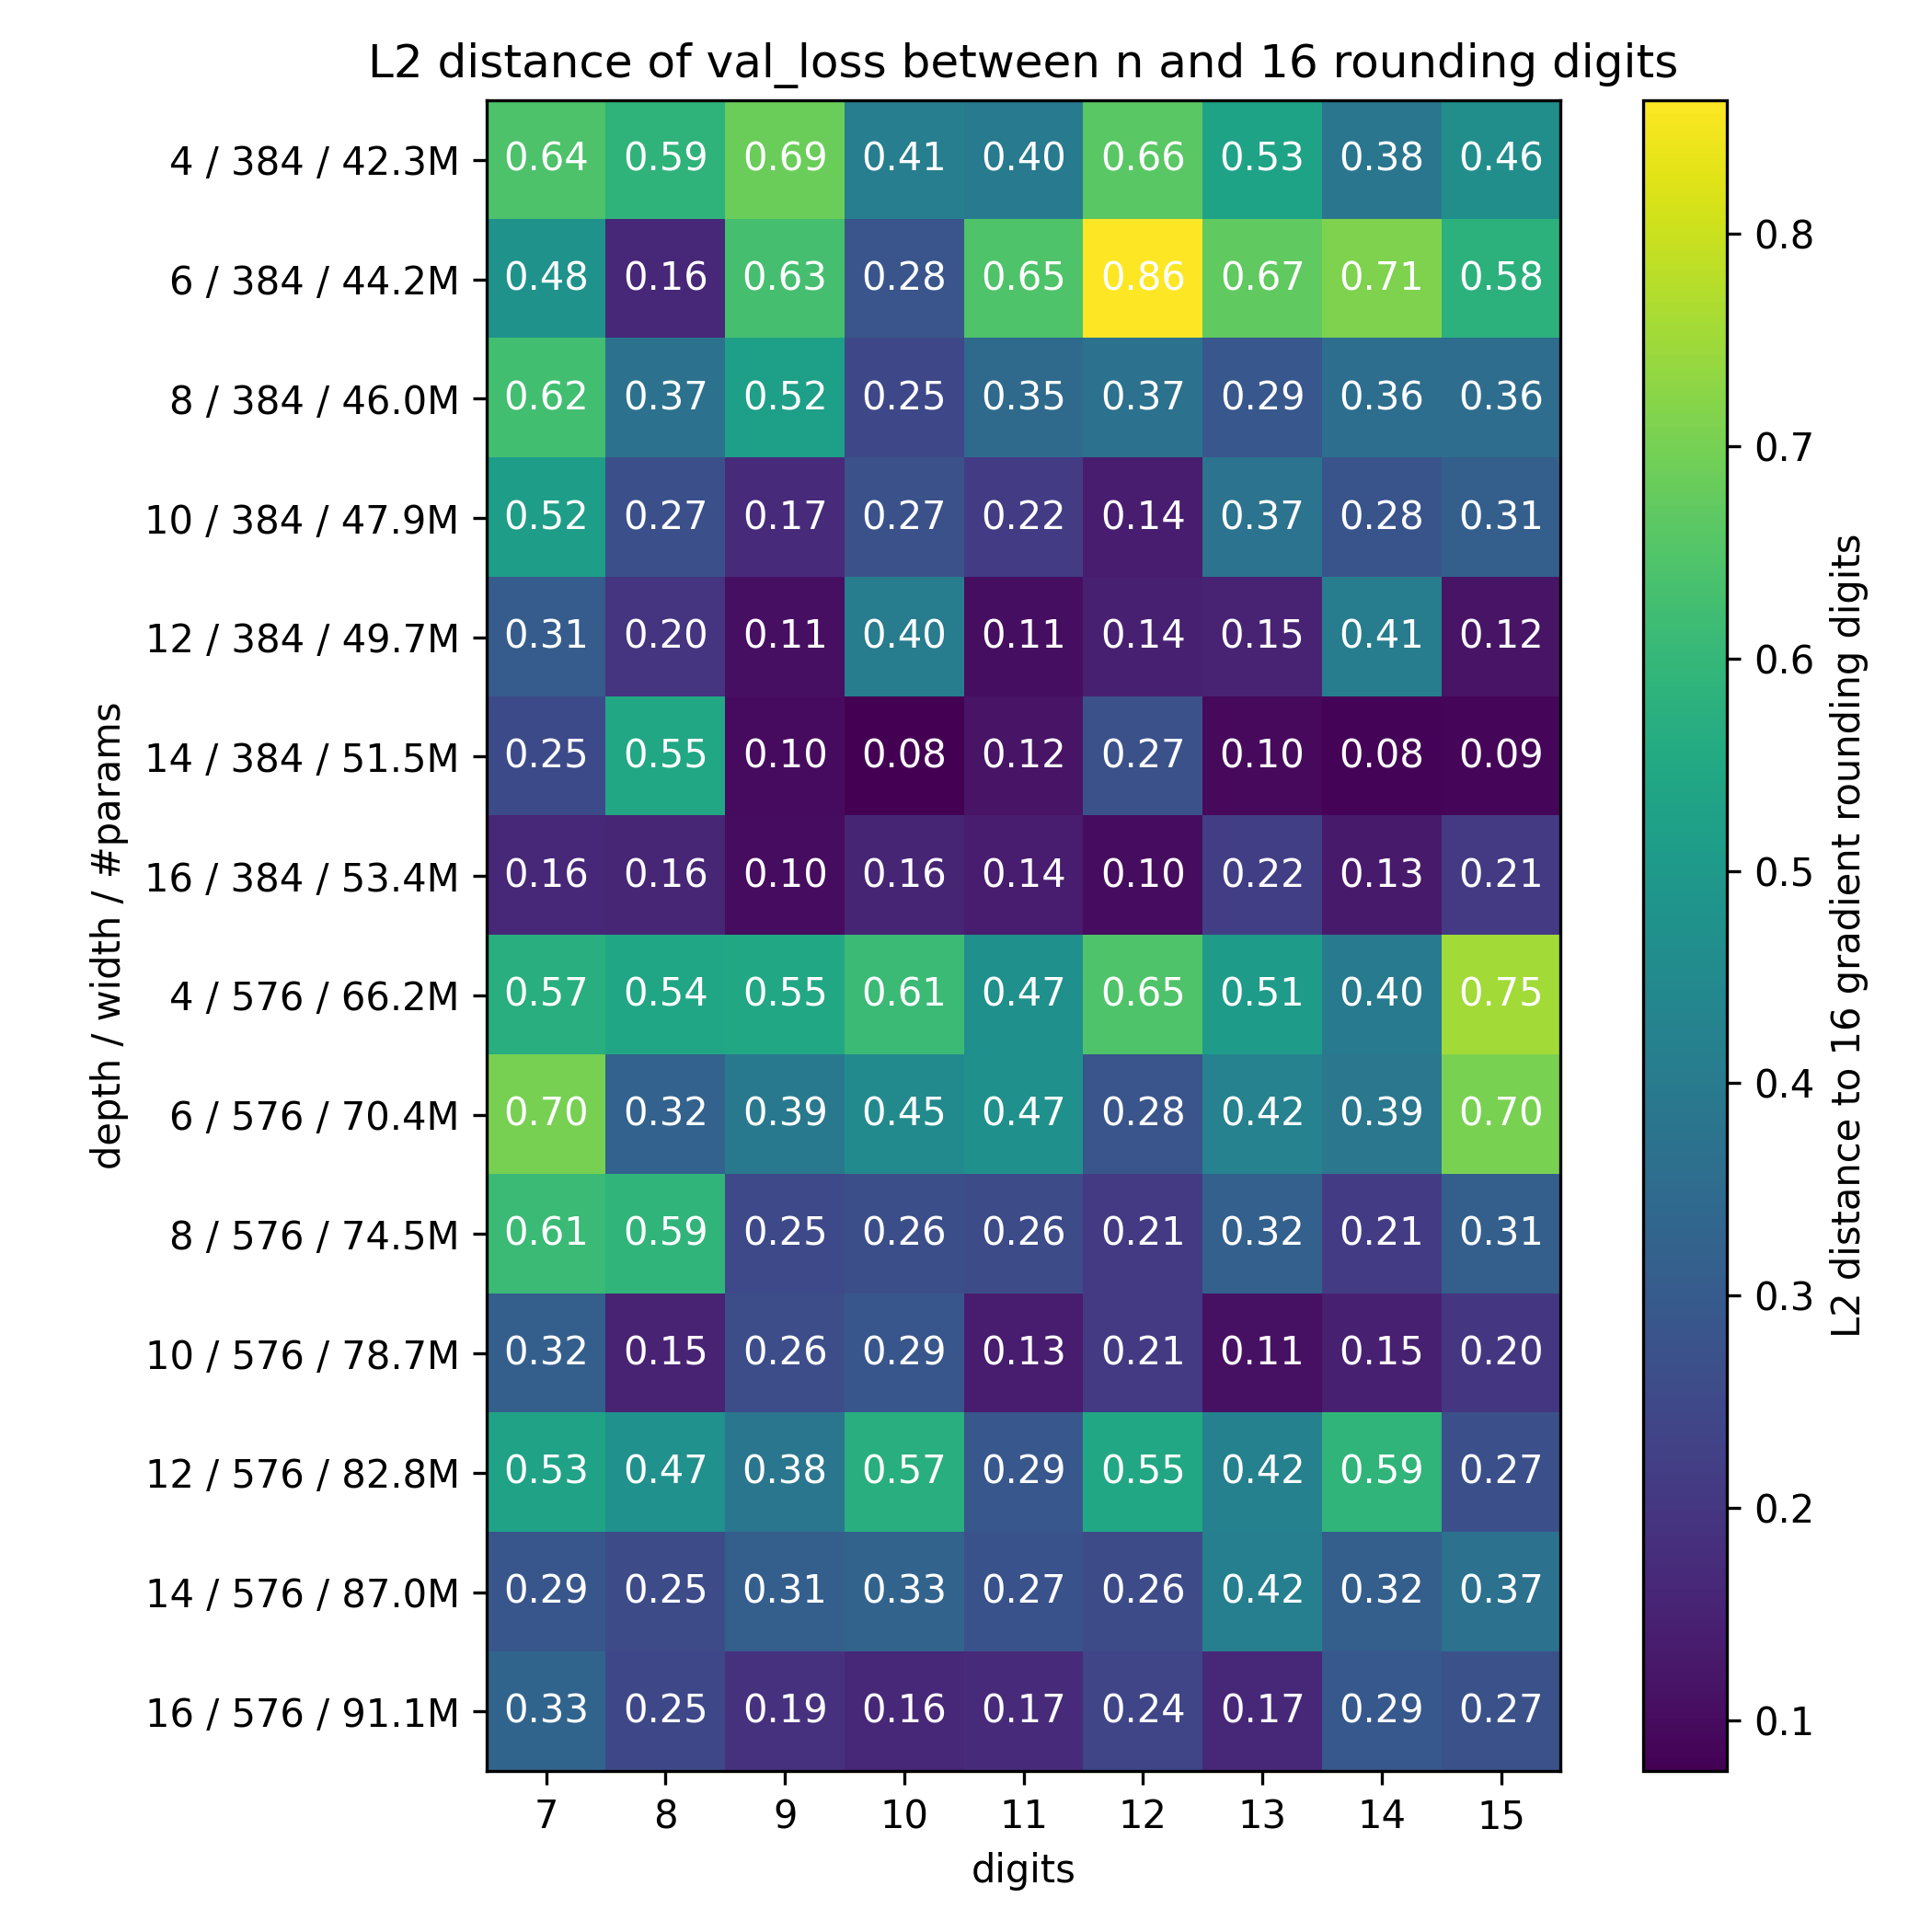 L2 distance of val_loss between n and 16 rounding digits
4 / 384 / 42.3M 0.64 0.59 0.69 0.41 0.40 0.66 0.53 0.38 0.46
6 / 384 / 44.2M 0.48 0.16 0.63 0.28 0.65 0.86 0.67 0.71 0.58
8 / 384 / 46.0M 0.62 0.37 0.52 0.25 0.35 0.37 0.29 0.36 0.36
10 / 384 / 47.9M 0.52 0.27 0.17 0.27 0.22 0.14 0.37 0.28 0.31
12 / 384 / 49.7M 0.31 0.20 0.11 0.40 0.11 0.14 0.15 0.41 0.12
14 / 384 / 51.5M 0.25 0.55 0.10 0.08 0.12 0.27 0.10 0.08 0.09
16 / 384 / 53.4M 0.16 0.16 0.10 0.16 0.14 0.10 0.22 0.13 0.21
4 / 576 / 66.2M 0.57 0.54 0.55 0.61 0.47 0.65 0.51 0.40 0.75
6 / 576 / 70.4M 0.70 0.32 0.39 0.45 0.47 0.28 0.42 0.39 0.70
8 / 576 / 74.5M 0.61 0.59 0.25 0.26 0.26 0.21 0.32 0.21 0.31
10 / 576 / 78.7M 0.32 0.15 0.26 0.29 0.13 0.21 0.11 0.15 0.20
12 / 576 / 82.8M 0.53 0.47 0.38 0.57 0.29 0.55 0.42 0.59 0.27
14 / 576 / 87.0M 0.29 0.25 0.31 0.33 0.27 0.26 0.42 0.32 0.37
16 / 576 / 91.1M 0.33 0.25 0.19 0.16 0.17 0.24 0.17 0.29 0.27
7 8 9 10 11 12 13 14 15
digits
depth / width / #params
0.8
0.7
0.6
0.5
0.4
0.3
0.2
0.1
L2 distance to 16 gradient rounding digits